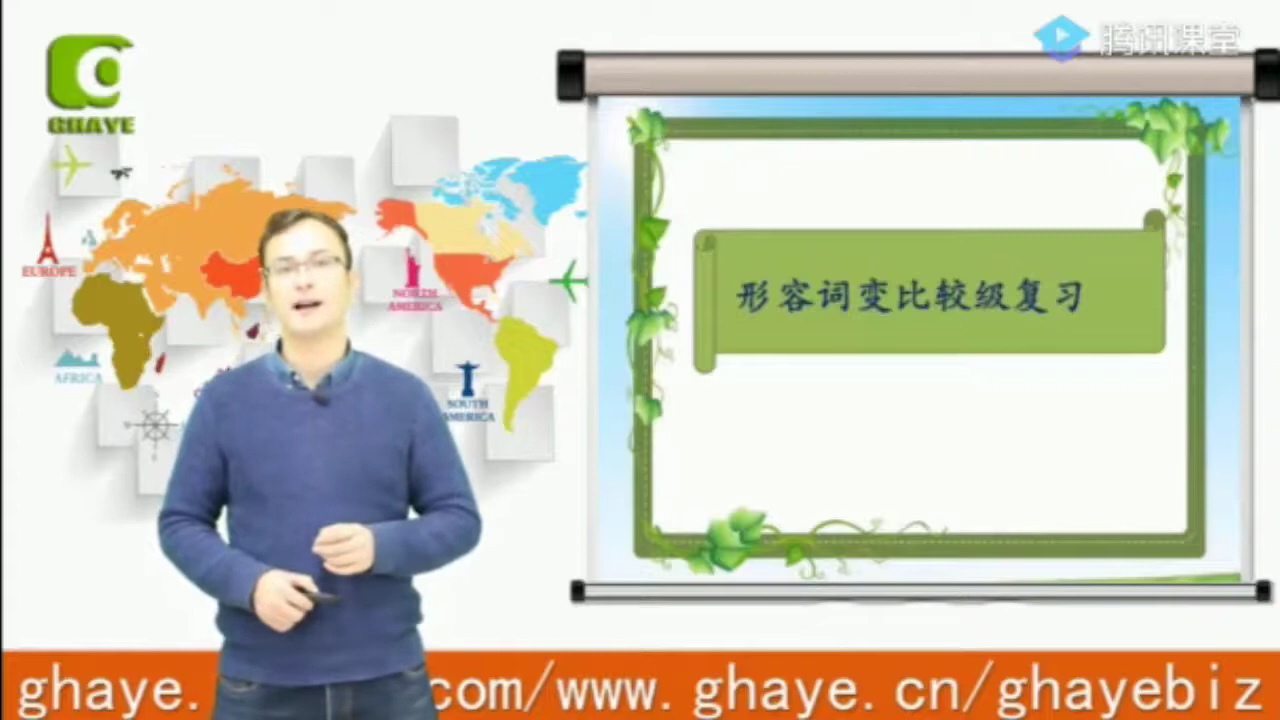 GHAYE
腾讯课堂
EUROPE
NORTH
AMERICA
AFRICA
SOUTH
AMERICA
形容词变比较级复习
ghaye. com/www.ghaye.cn/ghayebiz